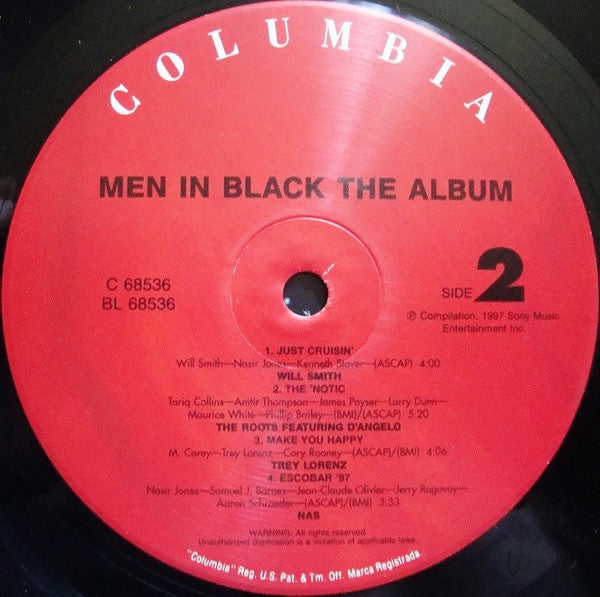 COLUMBIA
MEN IN BLACK THE ALBUM
C 68536
BL 68536
SIDE 2
℗ Compilation, 1997 Sony Music
Entertainment Inc.
1. JUST CRUISIN'
Will Smith—Nasir Jones—Kenneth Slover—(ASCAP) 4:00
WILL SMITH
2. THE 'NOTIC
Tariq Collins—Amtir Thompson—James Poyser—Larry Dunn—
Maurice White—Phillip Bailey—(BMI)/(ASCAP) 5:20
THE ROOTS FEATURING D'ANGELO
3. MAKE YOU HAPPY
M. Carey—Trey Lorenz—Cory Rooney—(ASCAP)/(BMI) 4:06
TREY LORENZ
4. ESCOBAR '97
Nasir Jones—Samuel J. Barnes—Jean-Claude Olivier—Jerry Ragovoy—
Aaron Schroeder—(ASCAP)/(BMI) 3:33
NAS
WARNING: All rights reserved.
Unauthorized duplication is a violation of applicable laws.
"Columbia" Reg. U.S. Pat. & Tm. Off. Marca Registrada.